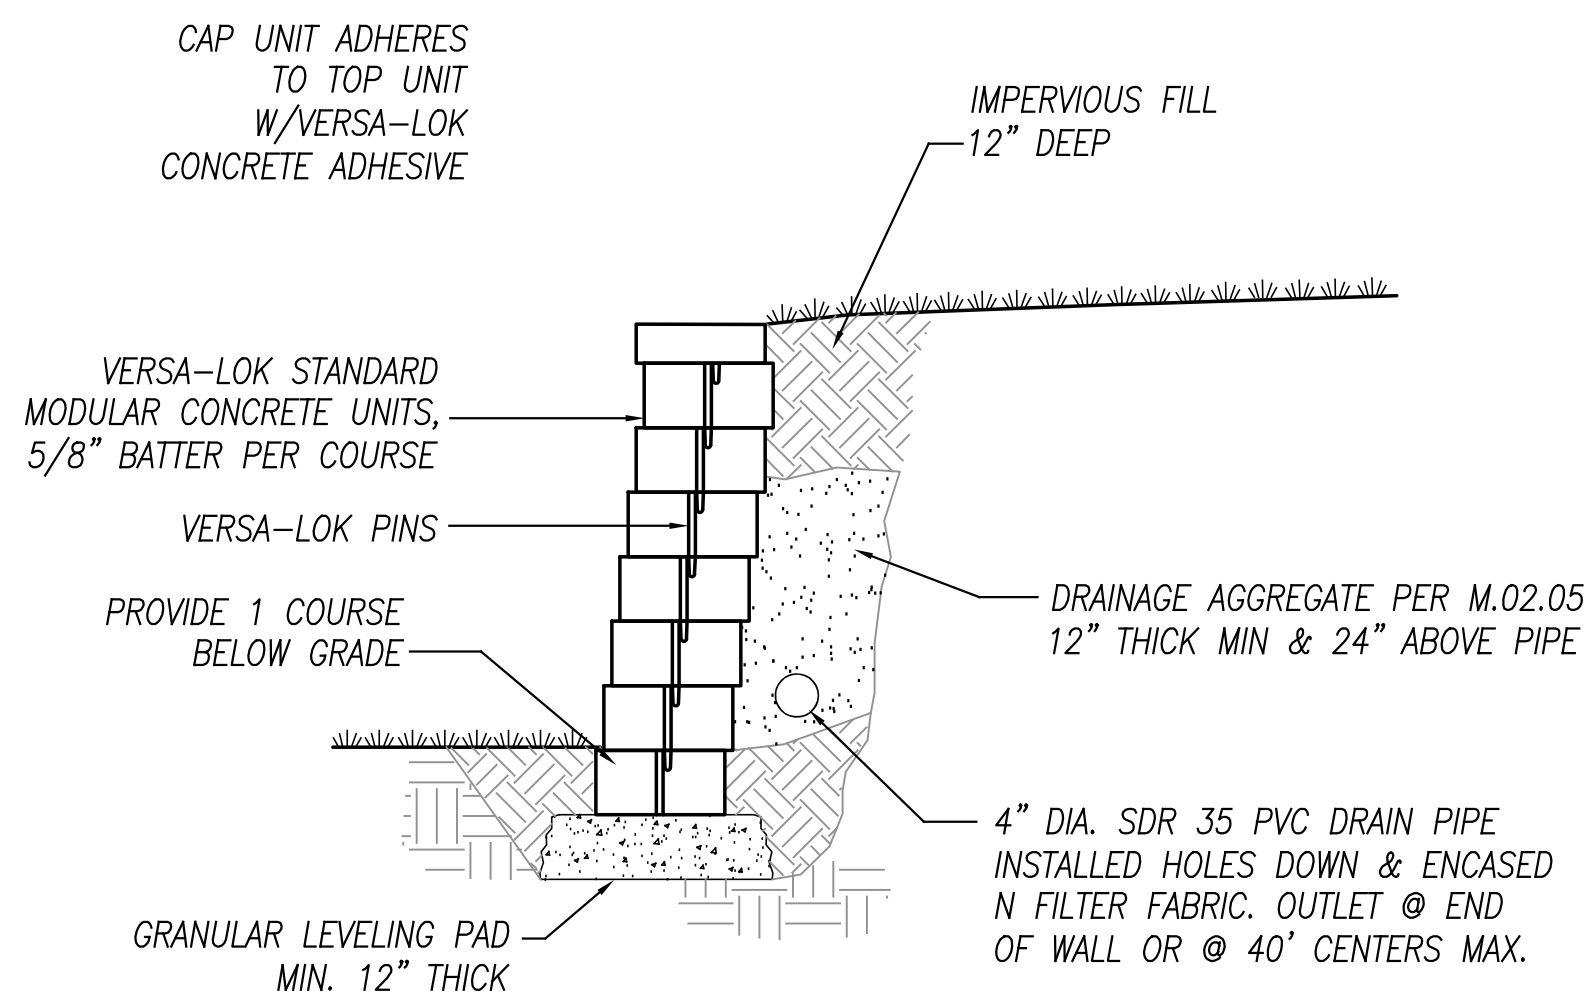 CAP UNIT ADHERES
TO TOP UNIT
W/VERSA-LOK
CONCRETE ADHESIVE
IMPERVIOUS FILL
12" DEEP
VERSA-LOK STANDARD
MODULAR CONCRETE UNITS,
5/8" BATTER PER COURSE
VERSA-LOK PINS
PROVIDE 1 COURSE
BELOW GRADE
DRAINAGE AGGREGATE PER M.02.05
12" THICK MIN & 24" ABOVE PIPE
4" DIA. SDR 35 PVC DRAIN PIPE
INSTALLED HOLES DOWN & ENCASED
N FILTER FABRIC. OUTLET @ END
OF WALL OR @ 40' CENTERS MAX.
GRANULAR LEVELING PAD
MIN. 12" THICK